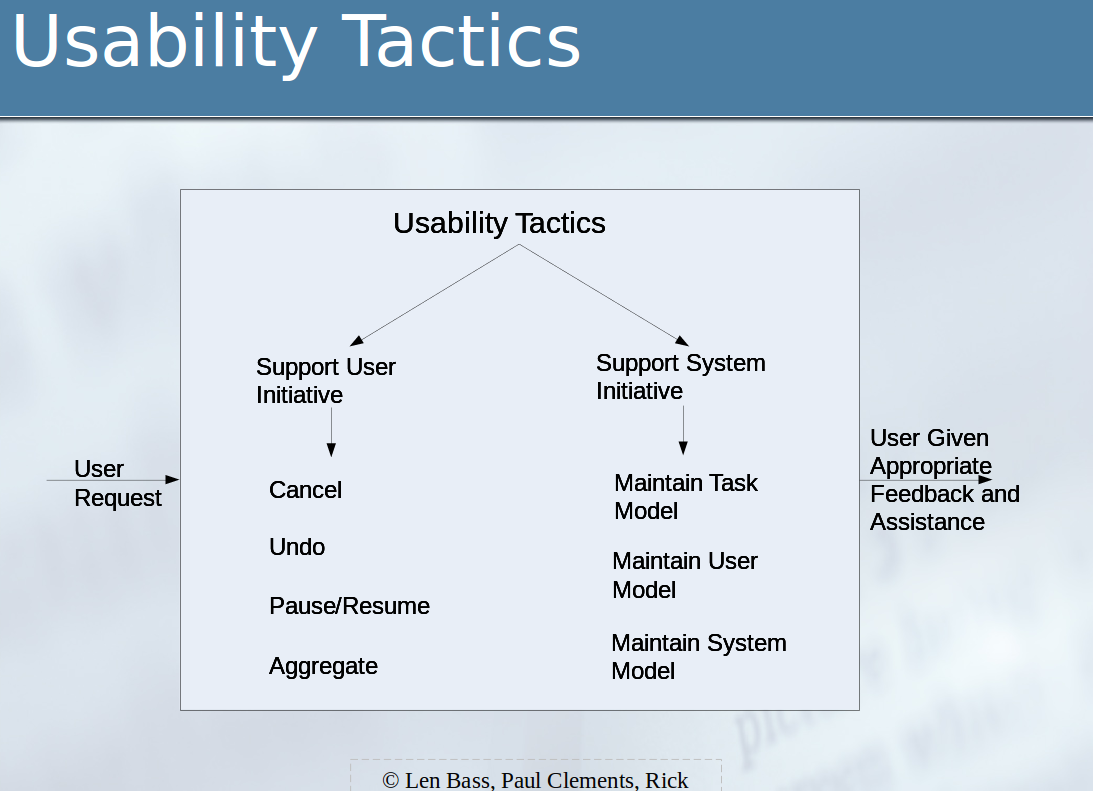 Usability Tactics
Usability Tactics
Support User
Initiative
Cancel
Undo
Pause/Resume
Aggregate
Support System
Initiative
Maintain Task
Model
Maintain User
Model
Maintain System
Model
User
Request
User Given
Appropriate
Feedback and
Assistance
© Len Bass, Paul Clements, Rick